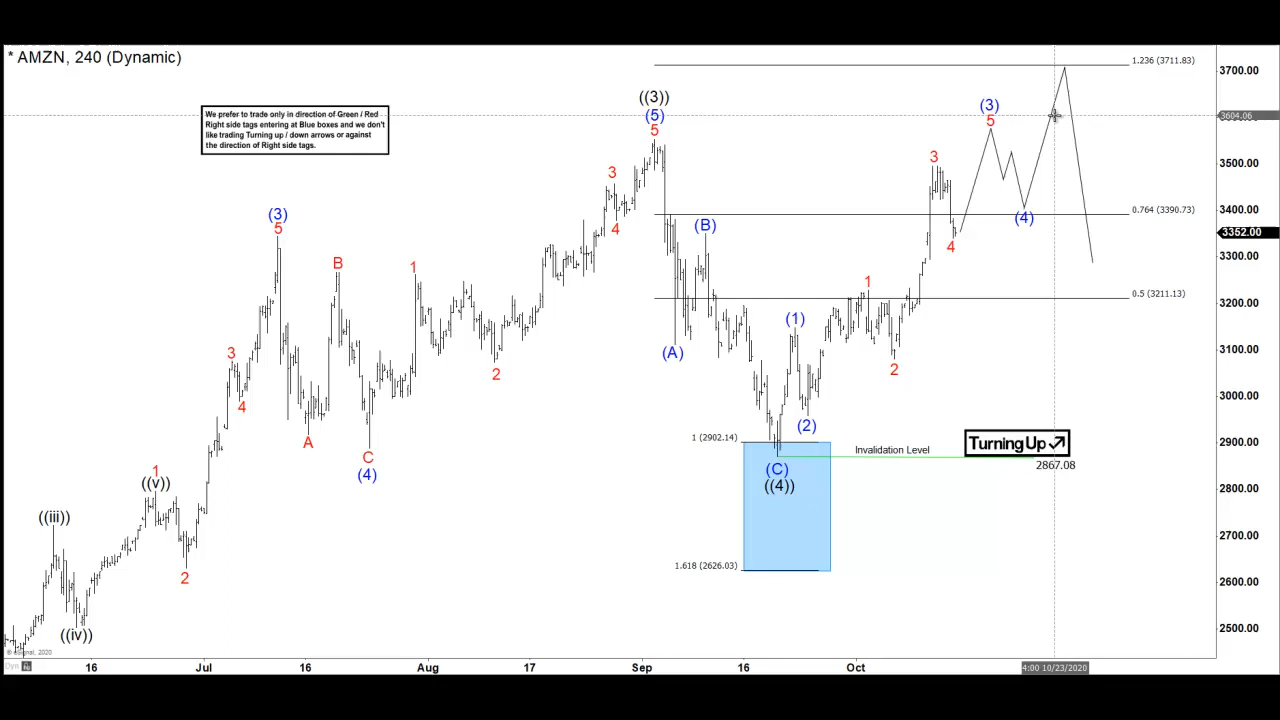 * AMZN, 240 (Dynamic)
We prefer to trade only in direction of Green / Red
Right side tags entering at Blue boxes and we don't
like trading Turning up / down arrows or against
the direction of Right side tags.
1.236 (3711.83)
3700.00
((3))
(5)
5
(3)
5
3604.06
3
4
3
3500.00
0.764 (3390.73)
3400.00
(3)
5
(B)
(4)
3352.00
4
B
1
3300.00
1
0.5 (3211.13)
3200.00
(1)
3
(A)
3100.00
2
2
4
3000.00
A
C
(4)
(2)
1 (2902.14)
Invalidation Level
Turning Up
2900.00
2867.08
(C)
((4))
1
((v))
2800.00
((iii))
2700.00
2
1.618 (2626.03)
2600.00
((iv))
2500.00
© eSignal, 2020
Dyn
16
Jul
16
Aug
17
Sep
16
Oct
4:00 10/23/2020